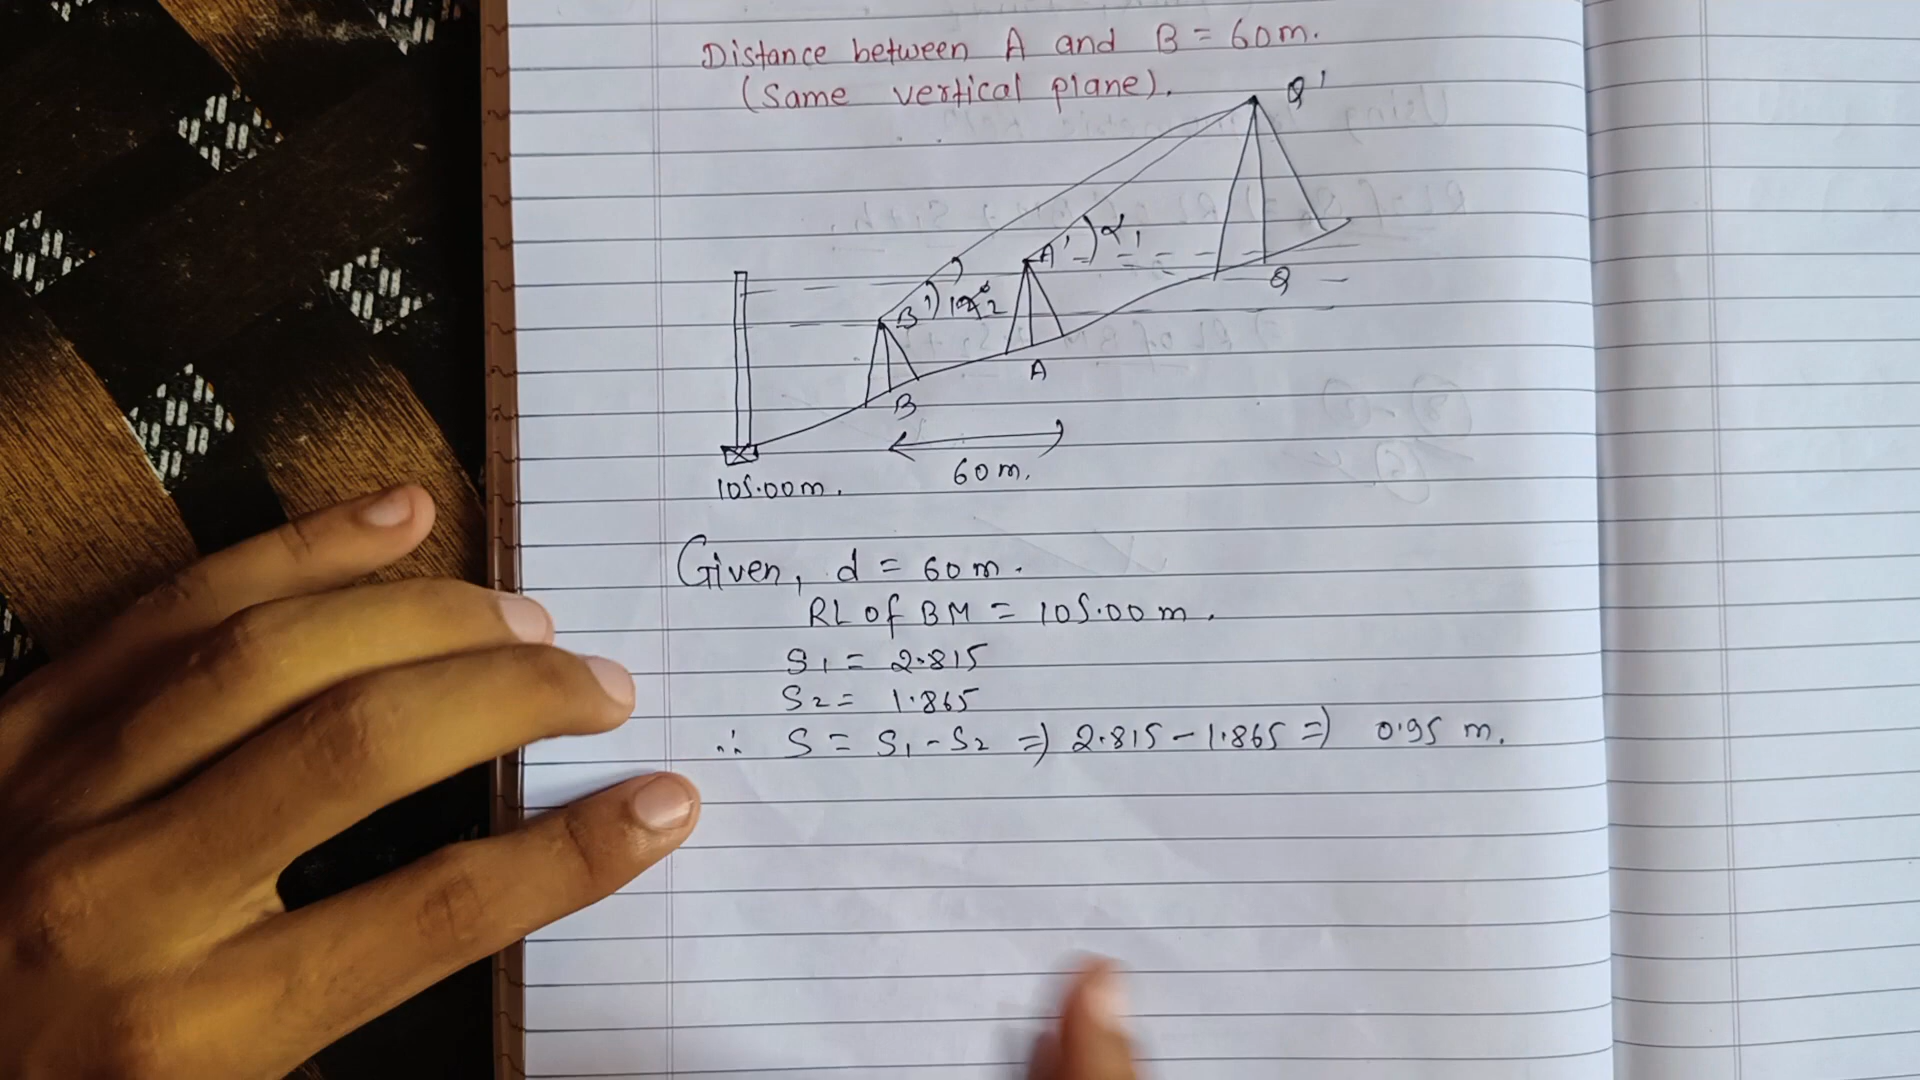 Distance between A and B = 60m.
(Same vertical plane).
Q'
A' α1
B'
Q
A
B
60m.
105.00m.
Given, d = 60m.
RL of BM = 105.00m.
S1 = 2.815
S2 = 1.865
∴ S = S1 - S2 ⇒ 2.815 - 1.865 ⇒ 0.95 m.